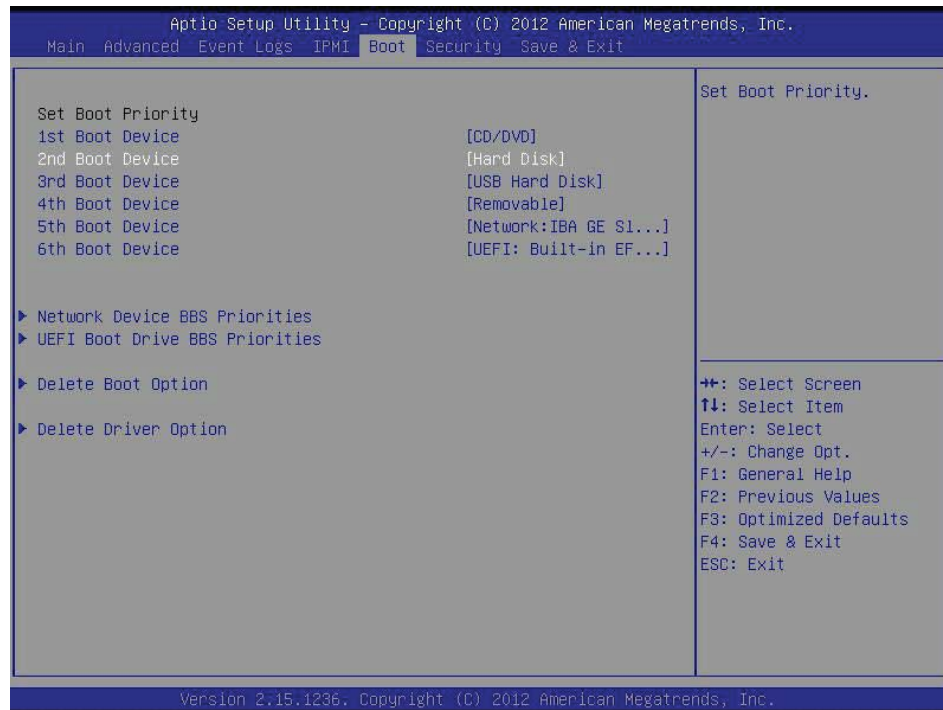 Aptio Setup Utility – Copyright (C) 2012 American Megatrends, Inc.
Main Advanced Event Logs IPMI Boot Security Save & Exit
Set Boot Priority
1st Boot Device [CD/DVD]
2nd Boot Device [Hard Disk]
3rd Boot Device [USB Hard Disk]
4th Boot Device [Removable]
5th Boot Device [Network:IBA GE Sl...]
6th Boot Device [UEFI: Built-in EF...]
Network Device BBS Priorities
UEFI Boot Drive BBS Priorities
Delete Boot Option
Delete Driver Option
Set Boot Priority.
→←: Select Screen
↑↓: Select Item
Enter: Select
+/-: Change Opt.
F1: General Help
F2: Previous Values
F3: Optimized Defaults
F4: Save & Exit
ESC: Exit
Version 2.15.1236. Copyright (C) 2012 American Megatrends, Inc.